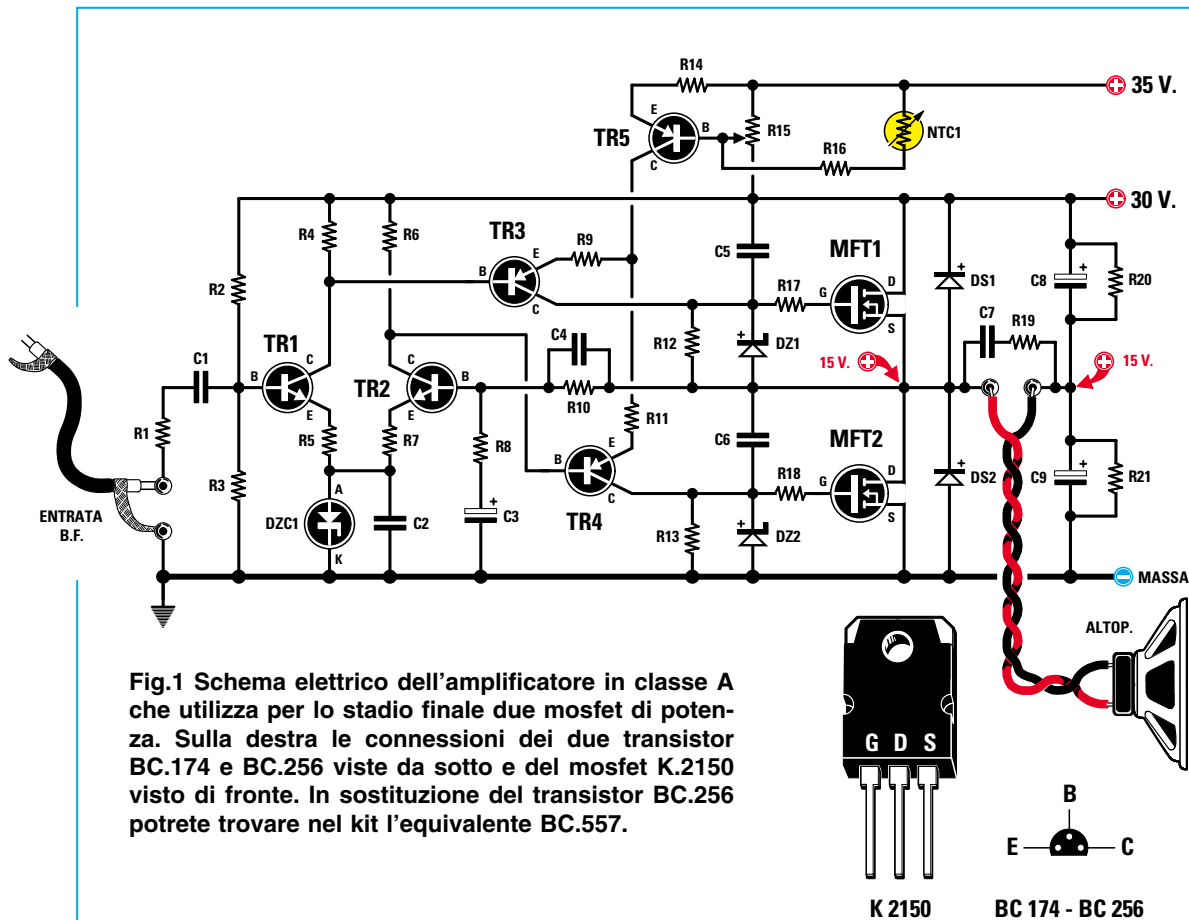 R14
35 V.
E
TR5
B
R15
NTC1
C
R16
30 V.
R4
R6
TR3
R9
E
B
C
C5
MFT1
R2
R17
D
G
S
DS1
C8
R20
C4
R12
DZ1
C7
R19
C1
TR1
C
C
15 V.
15 V.
B
TR2
B
R10
E
E
R11
R1
R5
R7
R8
C6
MFT2
E
B
R18
D
G
S
DS2
C9
R21
R3
A
C
TR4
ENTRATA
B.F.
DZC1
C2
C3
R13
DZ2
K
MASSA
ALTOP.
Fig.1 Schema elettrico dell'amplificatore in classe A
che utilizza per lo stadio finale due mosfet di poten-
za. Sulla destra le connessioni dei due transistor
BC.174 e BC.256 viste da sotto e del mosfet K.2150
visto di fronte. In sostituzione del transistor BC.256
potrete trovare nel kit l'equivalente BC.557.
G D S
B
E
C
K 2150
BC 174 - BC 256